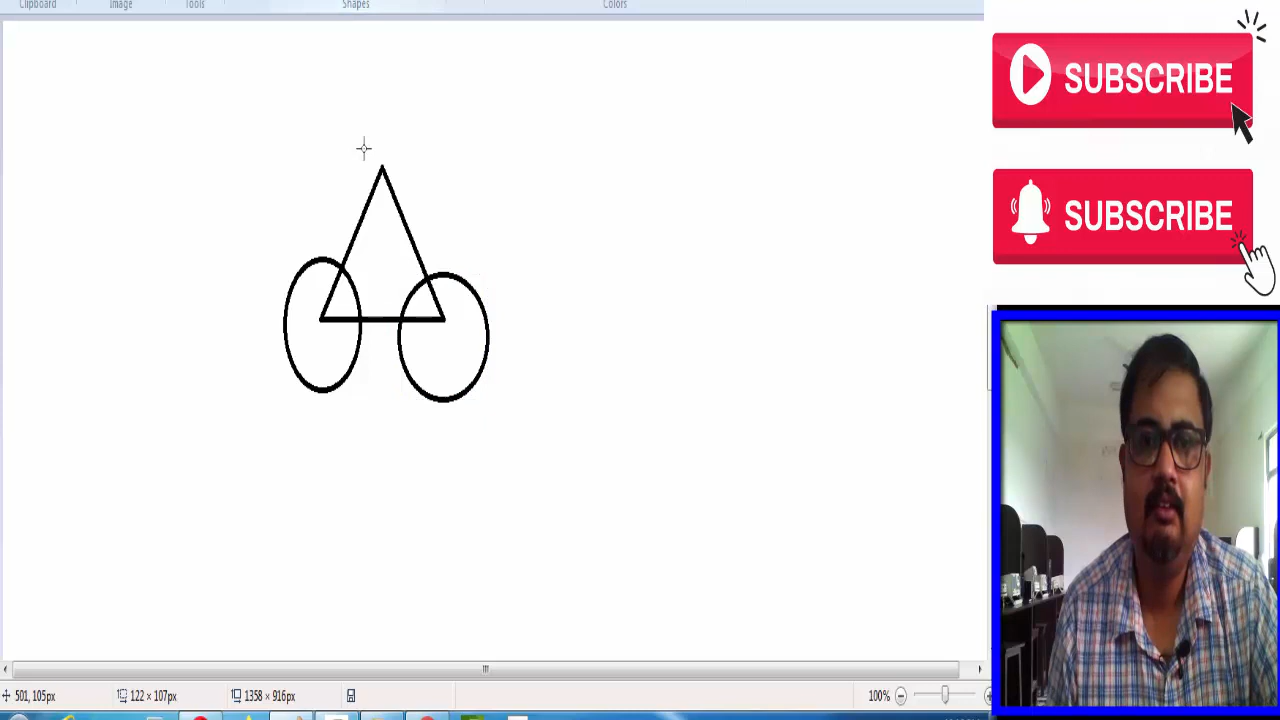 Clipboard
Image
Tools
Shapes
Colors
SUBSCRIBE
SUBSCRIBE
501, 105px
122 × 107px
1358 × 916px
100%